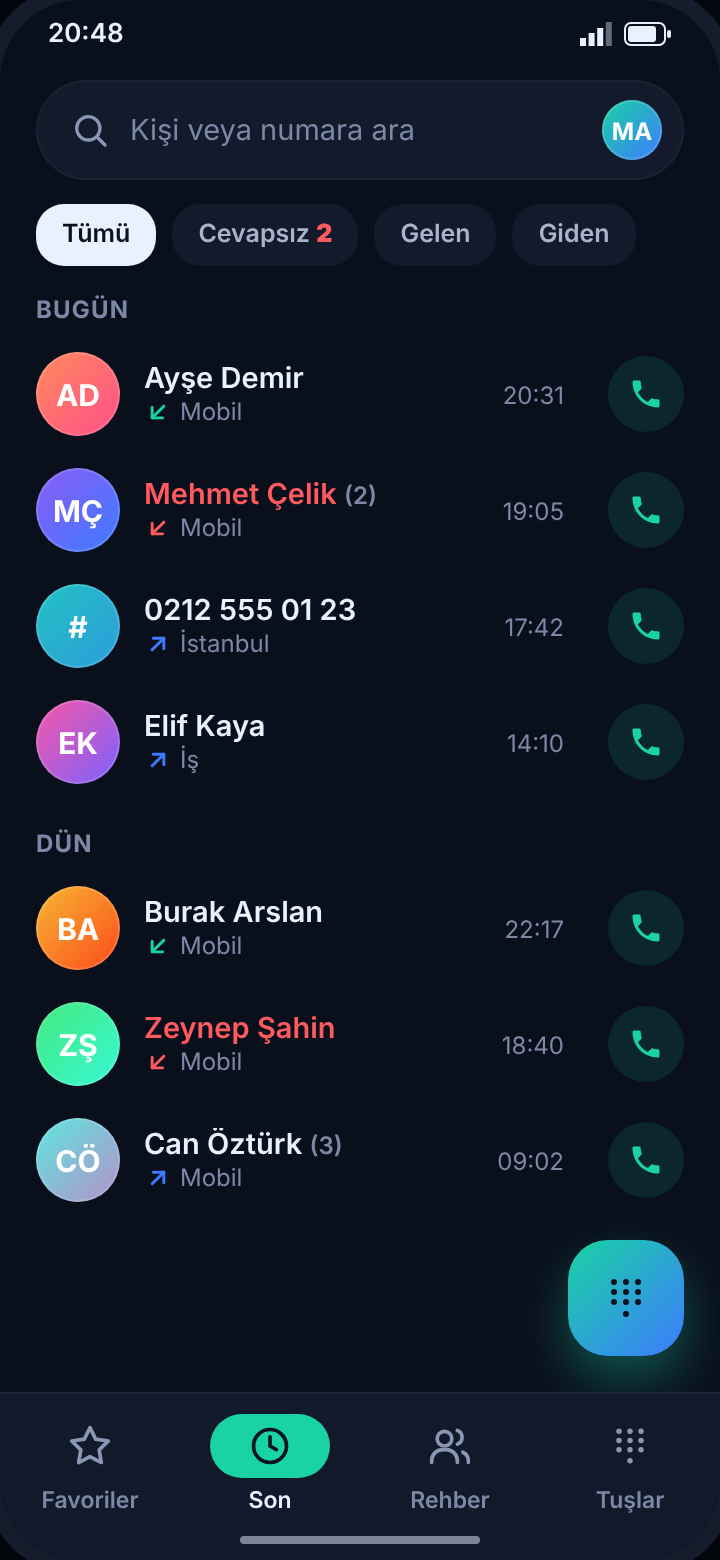 20:48
Kişi veya numara ara
MA
Tümü
Cevapsız 2
Gelen
Giden
BUGÜN
AD
Ayşe Demir
Mobil
20:31
MÇ
Mehmet Çelik (2)
Mobil
19:05
#
0212 555 01 23
İstanbul
17:42
EK
Elif Kaya
İş
14:10
DÜN
BA
Burak Arslan
Mobil
22:17
ZŞ
Zeynep Şahin
Mobil
18:40
CÖ
Can Öztürk (3)
Mobil
09:02
Favoriler
Son
Rehber
Tuşlar